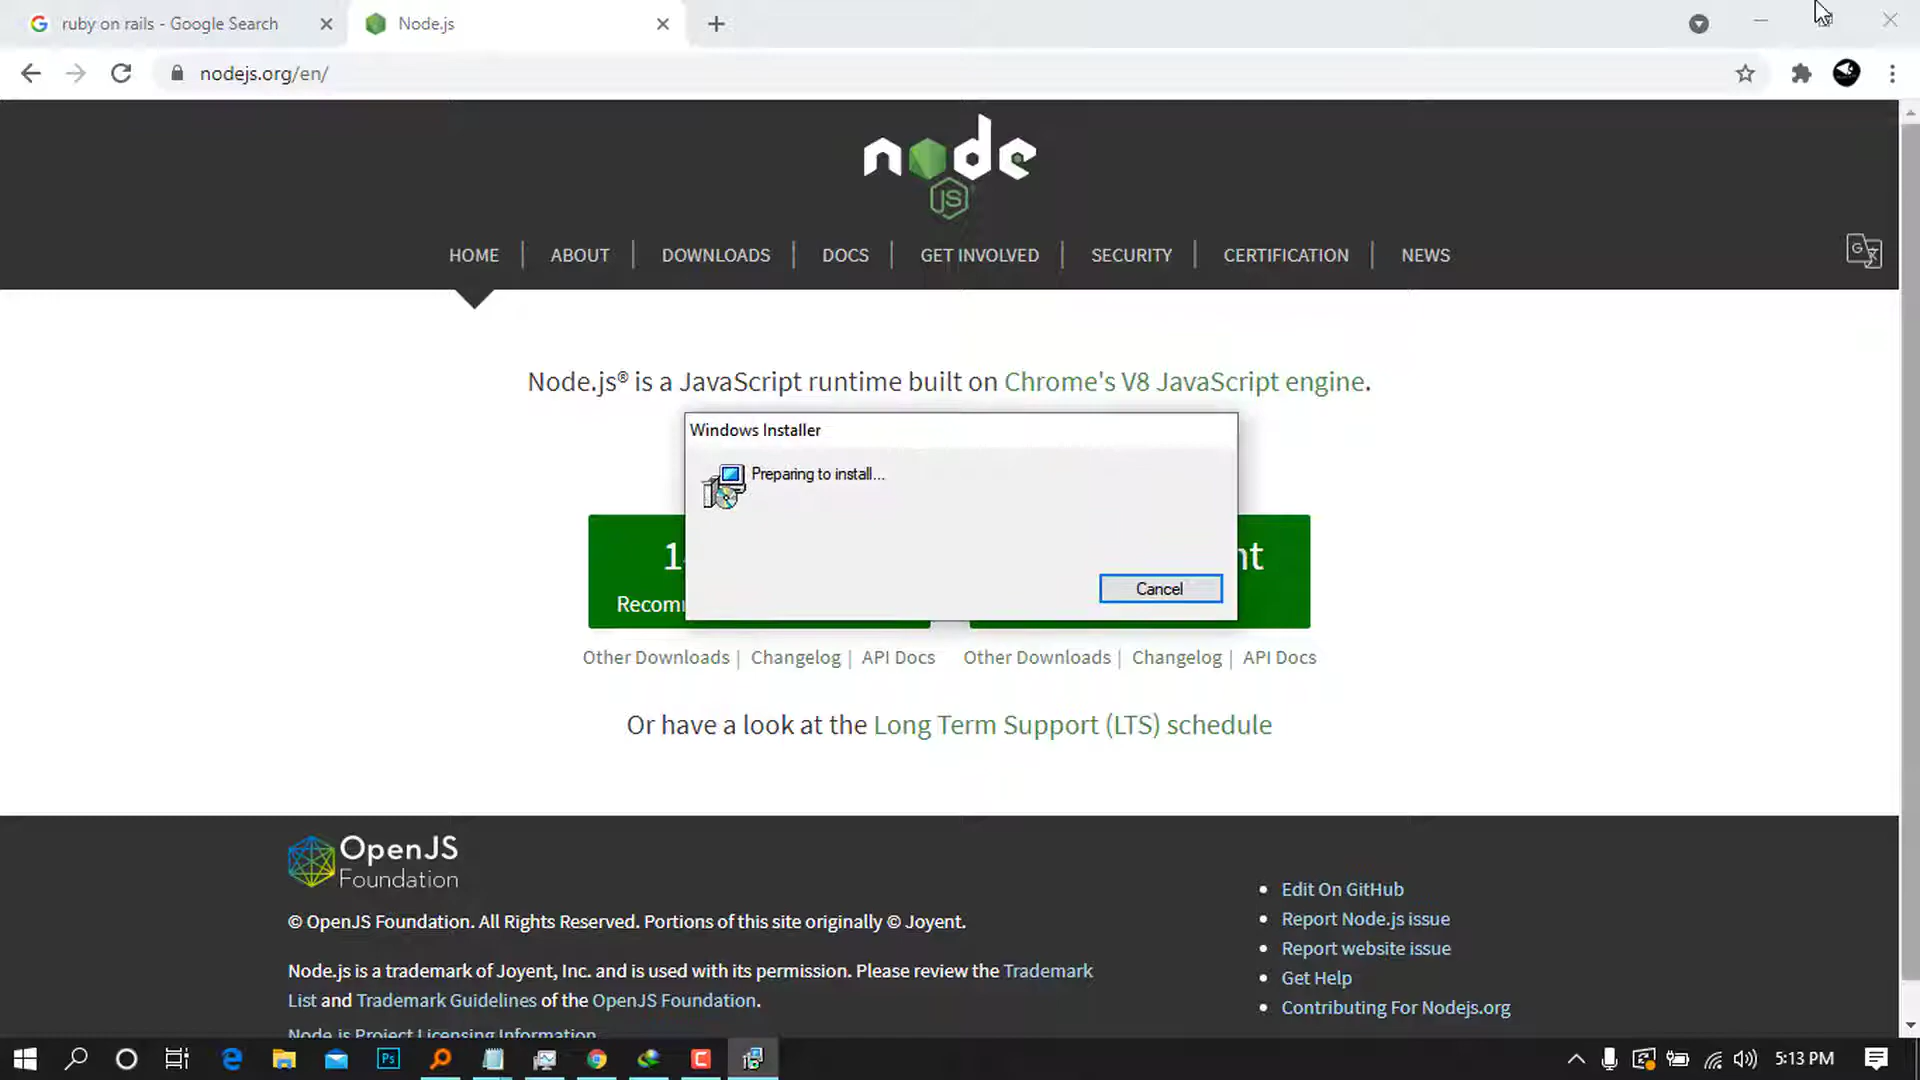 ruby on rails - Google Search
Node.js
nodejs.org/en/
node
JS
HOME
ABOUT
DOWNLOADS
DOCS
GET INVOLVED
SECURITY
CERTIFICATION
NEWS
Node.js® is a JavaScript runtime built on Chrome's V8 JavaScript engine.
Windows Installer
Preparing to install...
Cancel
Other Downloads | Changelog | API Docs
Other Downloads | Changelog | API Docs
Or have a look at the Long Term Support (LTS) schedule
OpenJS
Foundation
© OpenJS Foundation. All Rights Reserved. Portions of this site originally © Joyent.
Node.js is a trademark of Joyent, Inc. and is used with its permission. Please review the Trademark
List and Trademark Guidelines of the OpenJS Foundation.
Node.js Project Licensing Information
Edit On GitHub
Report Node.js issue
Report website issue
Get Help
Contributing For Nodejs.org
Ps
5:13 PM